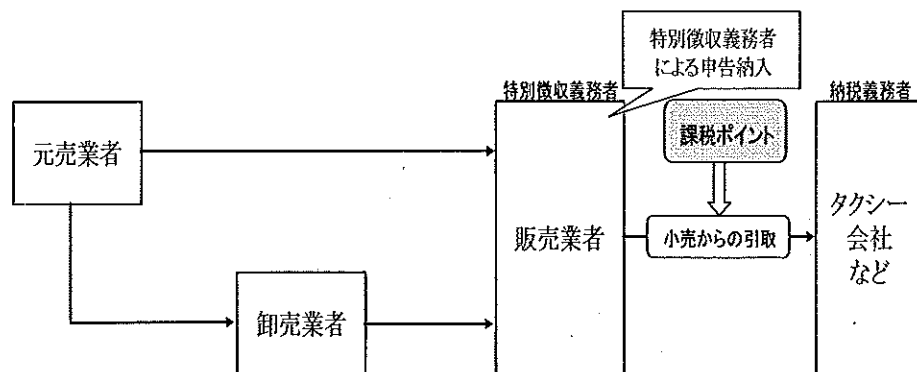 特別徴収義務者
による申告納入
特別徴収義務者
納税義務者
課税ポイント
元売業者
販売業者
小売からの引取
タクシー
会社
など
卸売業者